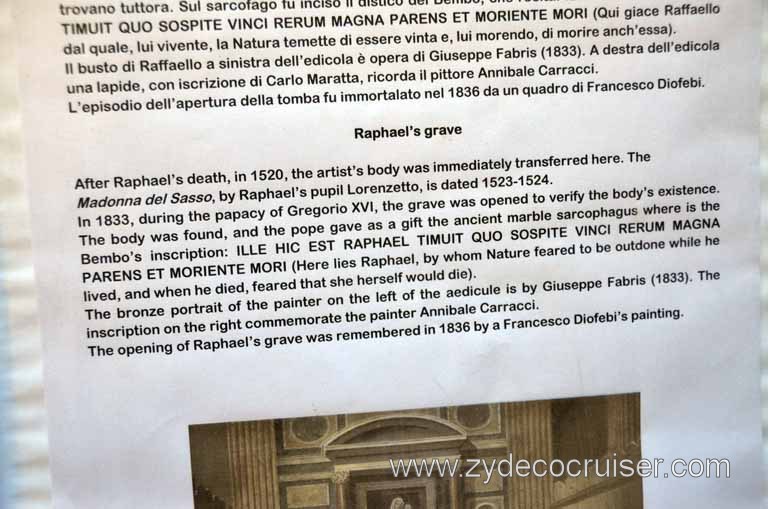 trovano tuttora. Sul sarcofago fu inciso il distico del Bembo, che
TIMUIT QUO SOSPITE VINCI RERUM MAGNA PARENS ET MORIENTE MORI (Qui giace Raffaello
dal quale, lui vivente, la Natura temette di essere vinta e, lui morendo, di morire anch'essa).
Il busto di Raffaello a sinistra dell'edicola è opera di Giuseppe Fabris (1833). A destra dell'edicola
una lapide, con iscrizione di Carlo Maratta, ricorda il pittore Annibale Carracci.
L'episodio dell'apertura della tomba fu immortalato nel 1836 da un quadro di Francesco Diofebi.
Raphael's grave
After Raphael's death, in 1520, the artist's body was immediately transferred here. The
Madonna del Sasso, by Raphael's pupil Lorenzetto, is dated 1523-1524.
In 1833, during the papacy of Gregorio XVI, the grave was opened to verify the body's existence.
The body was found, and the pope gave as a gift the ancient marble sarcophagus where is the
Bembo's inscription: ILLE HIC EST RAPHAEL TIMUIT QUO SOSPITE VINCI RERUM MAGNA
PARENS ET MORIENTE MORI (Here lies Raphael, by whom Nature feared to be outdone while he
lived, and when he died, feared that she herself would die).
The bronze portrait of the painter on the left of the aedicule is by Giuseppe Fabris (1833). The
inscription on the right commemorate the painter Annibale Carracci.
The opening of Raphael's grave was remembered in 1836 by a Francesco Diofebi's painting.
www.zydecocruiser.com